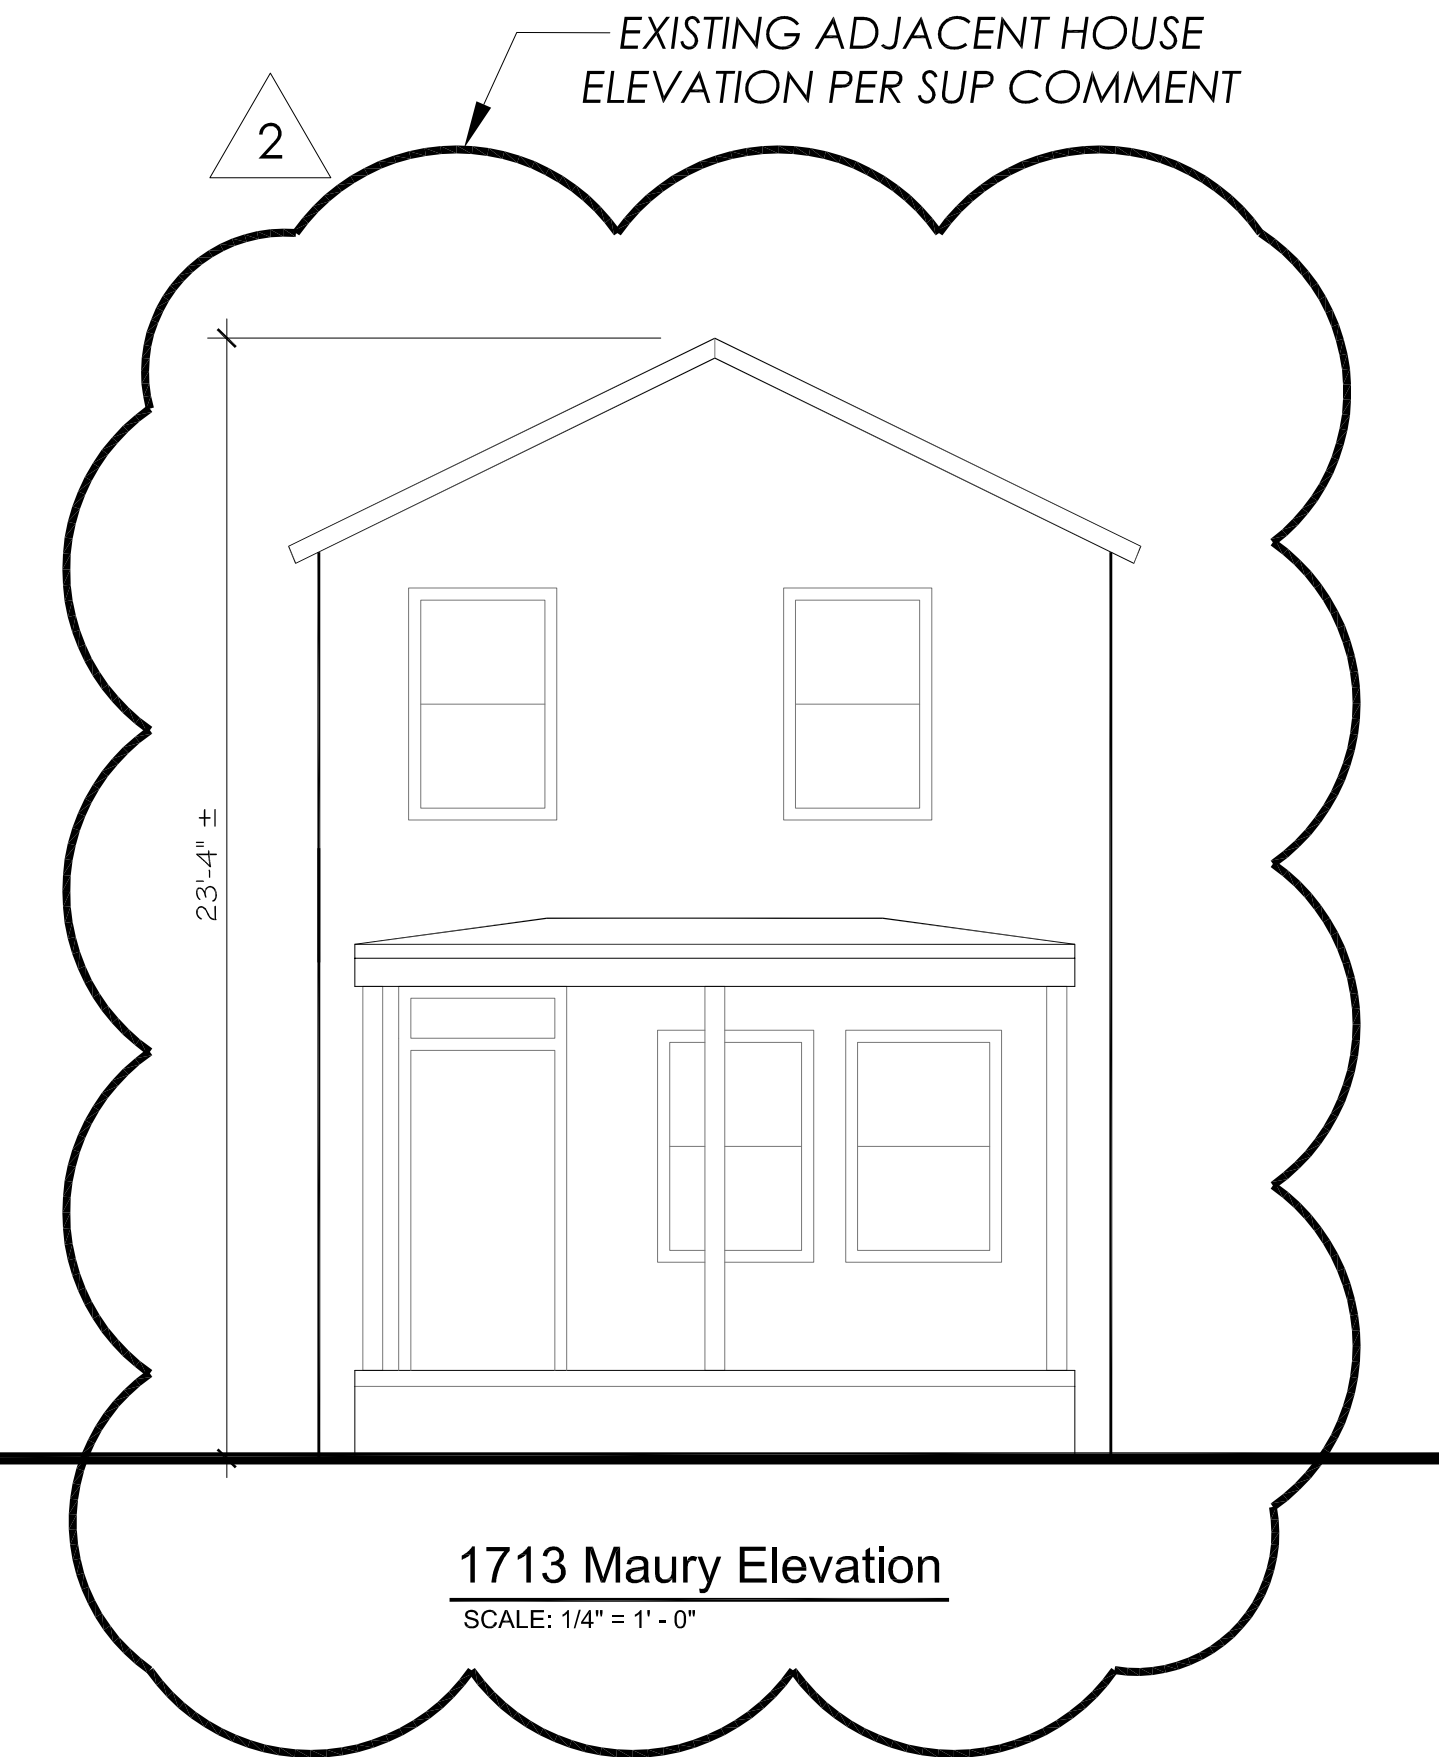 EXISTING ADJACENT HOUSE
ELEVATION PER SUP COMMENT
2
23'-4" ±
1713 Maury Elevation
SCALE: 1/4" = 1' - 0"